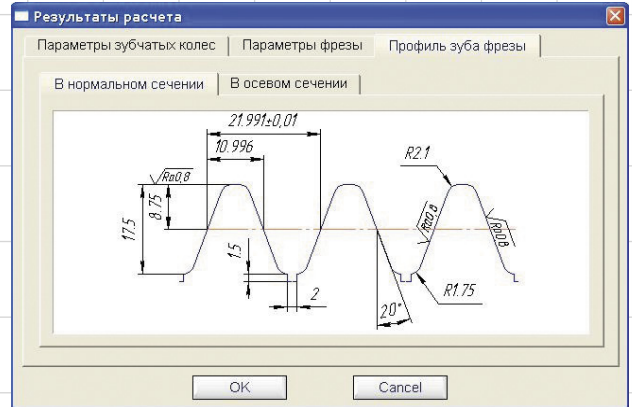 Результаты расчета
Параметры зубчатых колес
Параметры фрезы
Профиль зуба фрезы
В нормальном сечении
В осевом сечении
21.991±0,01
10.996
R2.1
Ra0,8
17.5
8.75
Ra0,8
Ra0,8
1.5
2
20°
R1.75
OK
Cancel